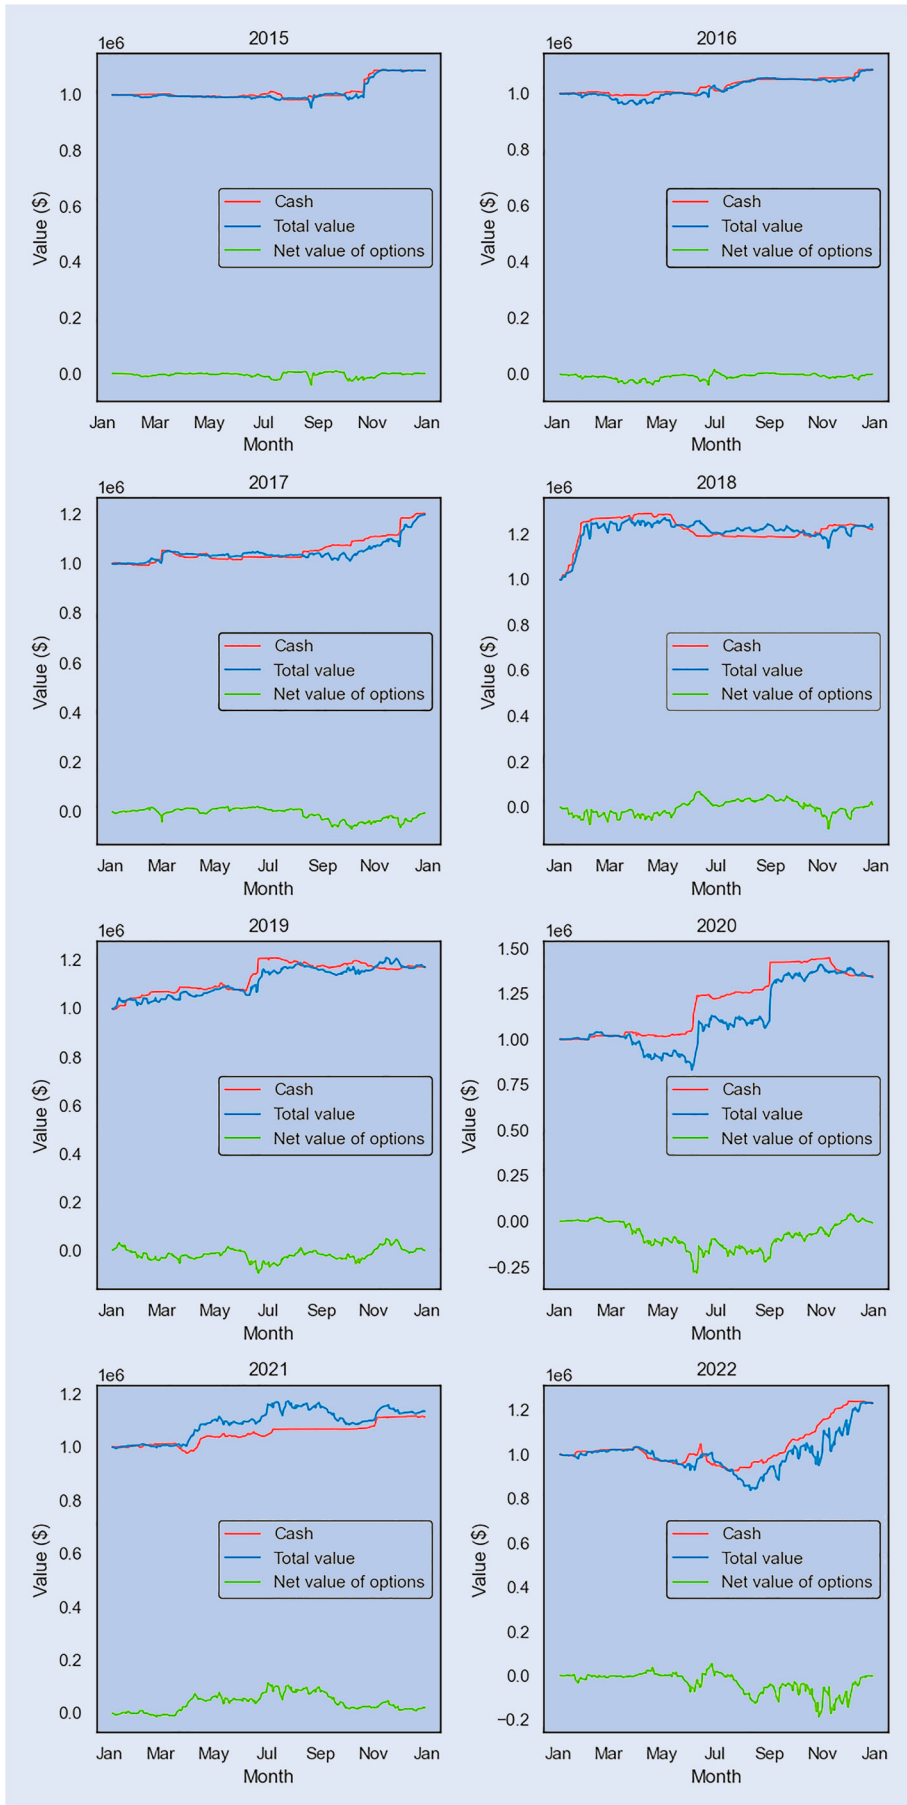 2015
1e6
1.0
0.8
0.6
0.4
0.2
0.0
Value ($)
Cash
Total value
Net value of options
Jan Mar May Jul Sep Nov Jan
Month
2016
1e6
1.0
0.8
0.6
0.4
0.2
0.0
Value ($)
Cash
Total value
Net value of options
Jan Mar May Jul Sep Nov Jan
Month
2017
1e6
1.2
1.0
0.8
0.6
0.4
0.2
0.0
Value ($)
Cash
Total value
Net value of options
Jan Mar May Jul Sep Nov Jan
Month
2018
1e6
1.2
1.0
0.8
0.6
0.4
0.2
0.0
Value ($)
Cash
Total value
Net value of options
Jan Mar May Jul Sep Nov Jan
Month
2019
1e6
1.2
1.0
0.8
0.6
0.4
0.2
0.0
Value ($)
Cash
Total value
Net value of options
Jan Mar May Jul Sep Nov Jan
Month
2020
1e6
1.50
1.25
1.00
0.75
0.50
0.25
0.00
−0.25
Value ($)
Cash
Total value
Net value of options
Jan Mar May Jul Sep Nov Jan
Month
2021
1e6
1.2
1.0
0.8
0.6
0.4
0.2
0.0
Value ($)
Cash
Total value
Net value of options
Jan Mar May Jul Sep Nov Jan
Month
2022
1e6
1.2
1.0
0.8
0.6
0.4
0.2
0.0
−0.2
Value ($)
Cash
Total value
Net value of options
Jan Mar May Jul Sep Nov Jan
Month